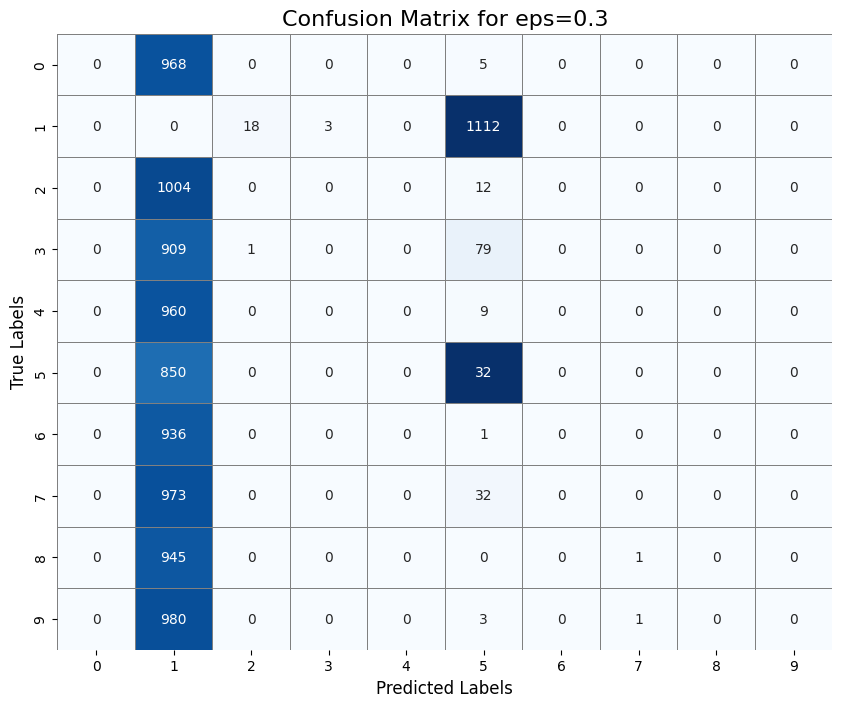 Confusion Matrix for eps=0.3
0 0 968 0 0 0 5 0 0 0 0
1 0 0 18 3 0 1112 0 0 0 0
2 0 1004 0 0 0 12 0 0 0 0
3 0 909 1 0 0 79 0 0 0 0
4 0 960 0 0 0 9 0 0 0 0
5 0 850 0 0 0 32 0 0 0 0
6 0 936 0 0 0 1 0 0 0 0
7 0 973 0 0 0 32 0 0 0 0
8 0 945 0 0 0 0 0 1 0 0
9 0 980 0 0 0 3 0 1 0 0
0 1 2 3 4 5 6 7 8 9
True Labels
Predicted Labels